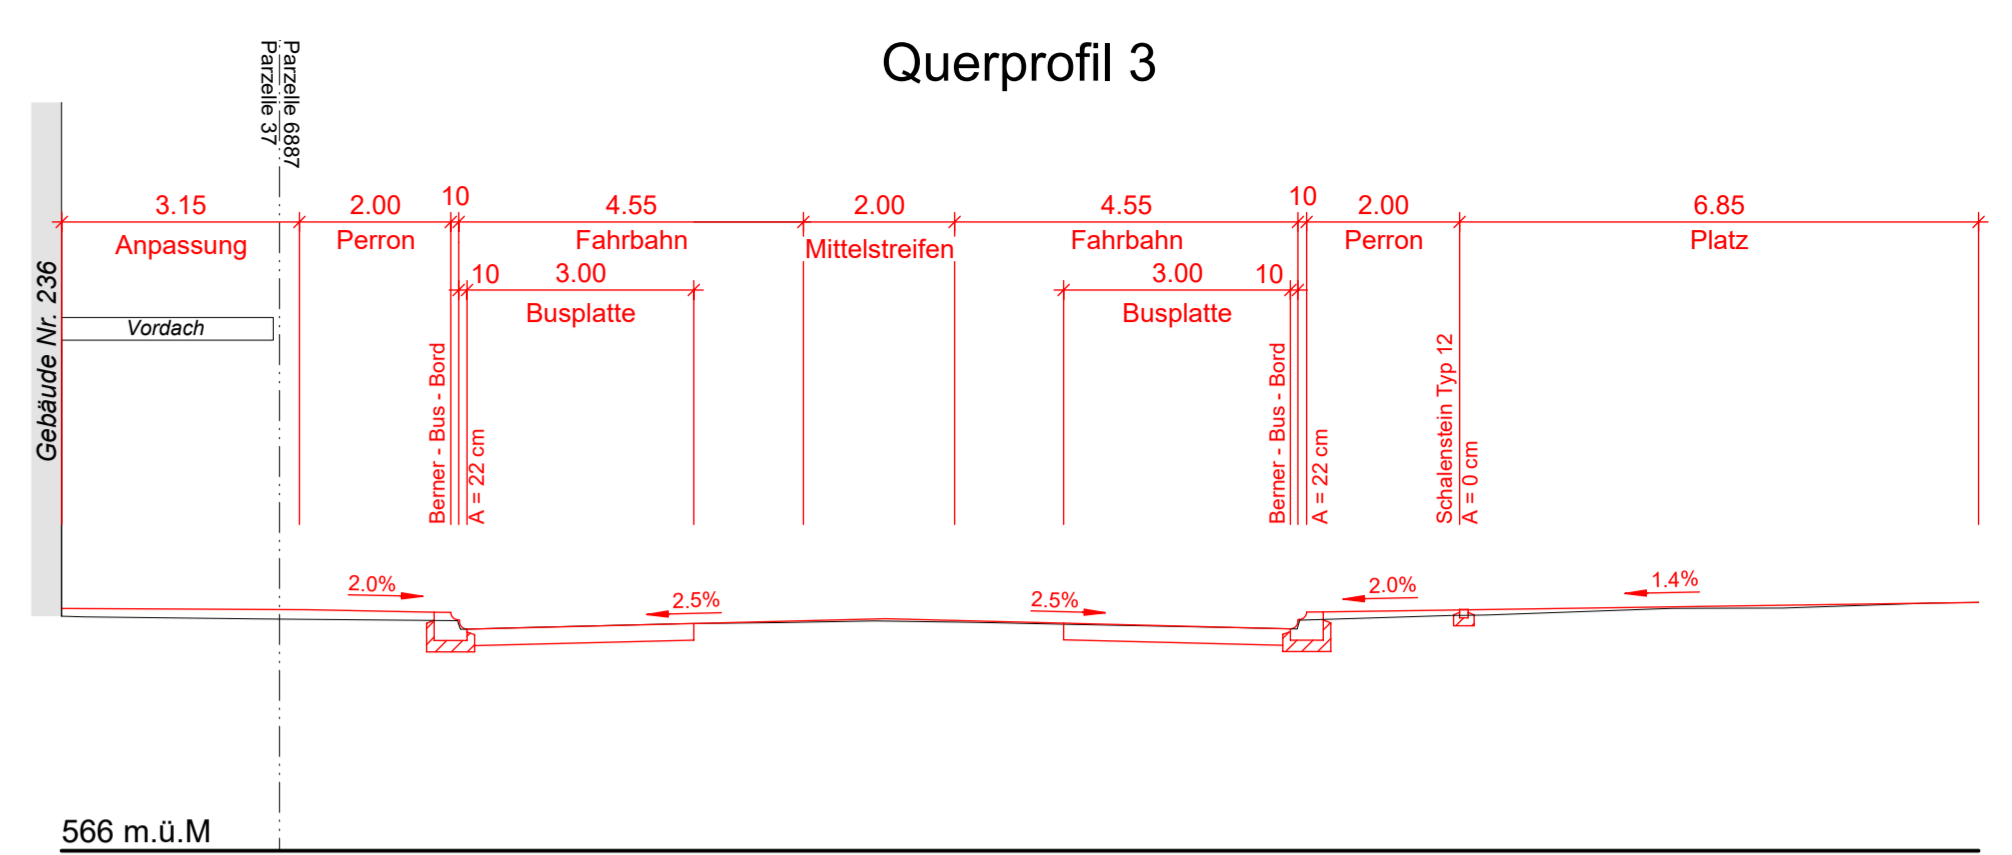 Querprofil 3
Parzelle 6887
Parzelle 37
3.15
2.00
10
4.55
2.00
4.55
10
2.00
6.85
Anpassung
Perron
Fahrbahn
Mittelstreifen
Fahrbahn
Perron
Platz
10
3.00
3.00
10
Busplatte
Busplatte
Gebäude Nr. 236
Vordach
Berner - Bus - Bord
A = 22 cm
Berner - Bus - Bord
A = 22 cm
Schalenstein Typ 12
A = 0 cm
2.0%
2.5%
2.5%
2.0%
1.4%
566 m.ü.M